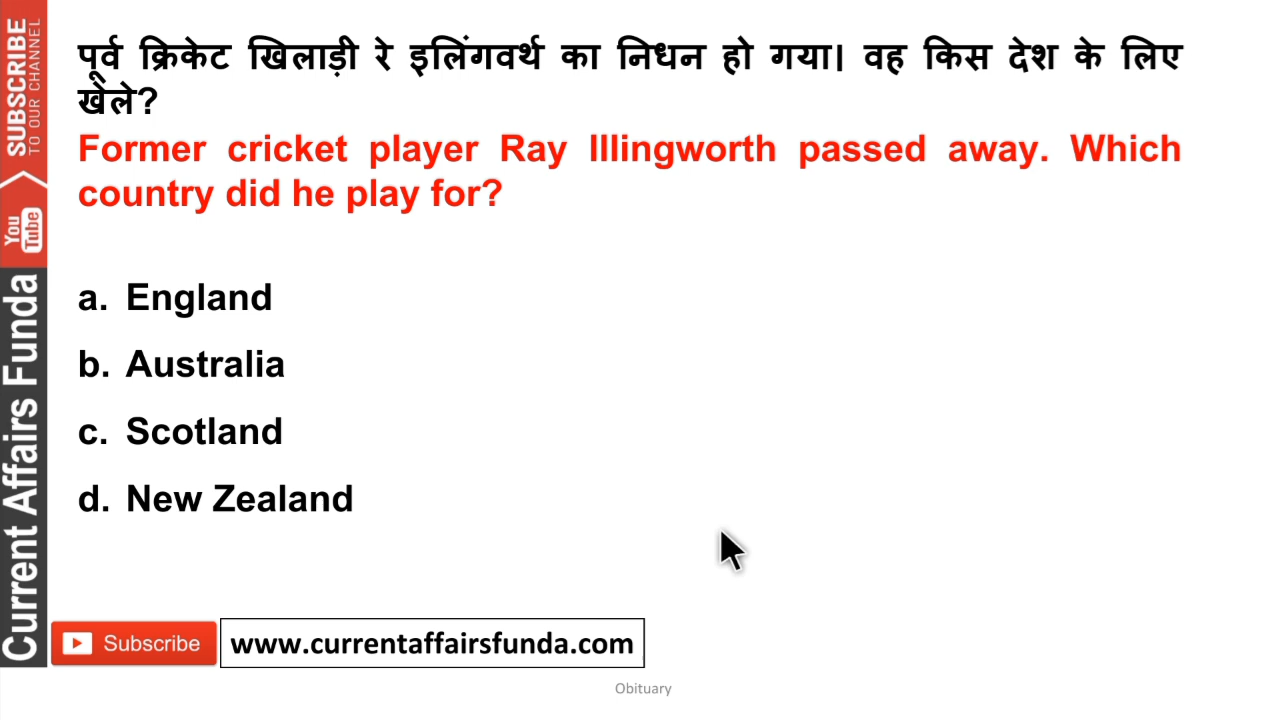 SUBSCRIBE
TO OUR CHANNEL
You
Tube
Current Affairs Funda
पूर्व क्रिकेट खिलाड़ी रे इलिंगवर्थ का निधन हो गया। वह किस देश के लिए
खेले?
Former cricket player Ray Illingworth passed away. Which
country did he play for?
a. England
b. Australia
c. Scotland
d. New Zealand
Subscribe
www.currentaffairsfunda.com
Obituary